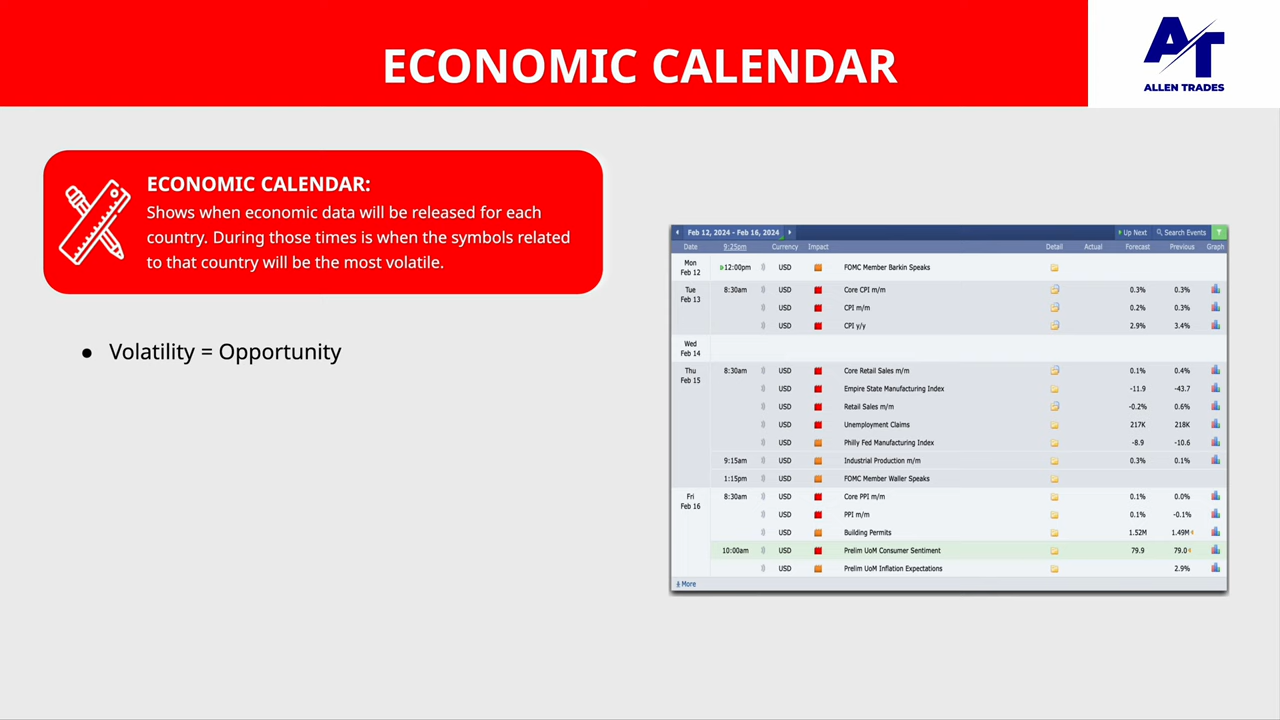 ECONOMIC CALENDAR
AT
ALLEN TRADES
ECONOMIC CALENDAR:
Shows when economic data will be released for each
country. During those times is when the symbols related
to that country will be the most volatile.
● Volatility = Opportunity
Feb 12, 2024 - Feb 16, 2024 Up Next Search Events
Date 9:25pm Currency Impact Detail Actual Forecast Previous Graph
Mon
Feb 12 12:00pm USD FOMC Member Barkin Speaks
Tue
Feb 13 8:30am USD Core CPI m/m 0.3% 0.3%
USD CPI m/m 0.2% 0.3%
USD CPI y/y 2.9% 3.4%
Wed
Feb 14
Thu
Feb 15 8:30am USD Core Retail Sales m/m 0.1% 0.4%
USD Empire State Manufacturing Index -11.9 -43.7
USD Retail Sales m/m -0.2% 0.6%
USD Unemployment Claims 217K 218K
USD Philly Fed Manufacturing Index -8.9 -10.6
9:15am USD Industrial Production m/m 0.3% 0.1%
1:15pm USD FOMC Member Waller Speaks
Fri
Feb 16 8:30am USD Core PPI m/m 0.1% 0.0%
USD PPI m/m 0.1% -0.1%
USD Building Permits 1.52M 1.49M
10:00am USD Prelim UoM Consumer Sentiment 79.9 79.0
USD Prelim UoM Inflation Expectations 2.9%
More